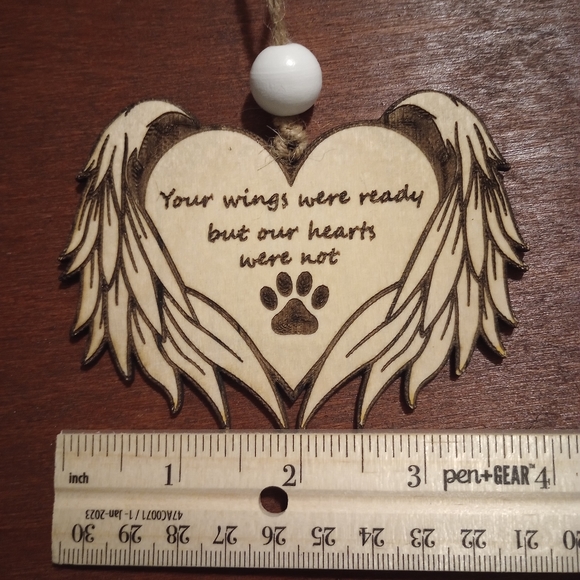 Your wings were ready
but our hearts
were not
inch 1 2 3 pen+GEAR™ 4
47AC0071 / 1- Jan-2023
30 29 28 27 26 25 24 23 22 21 20